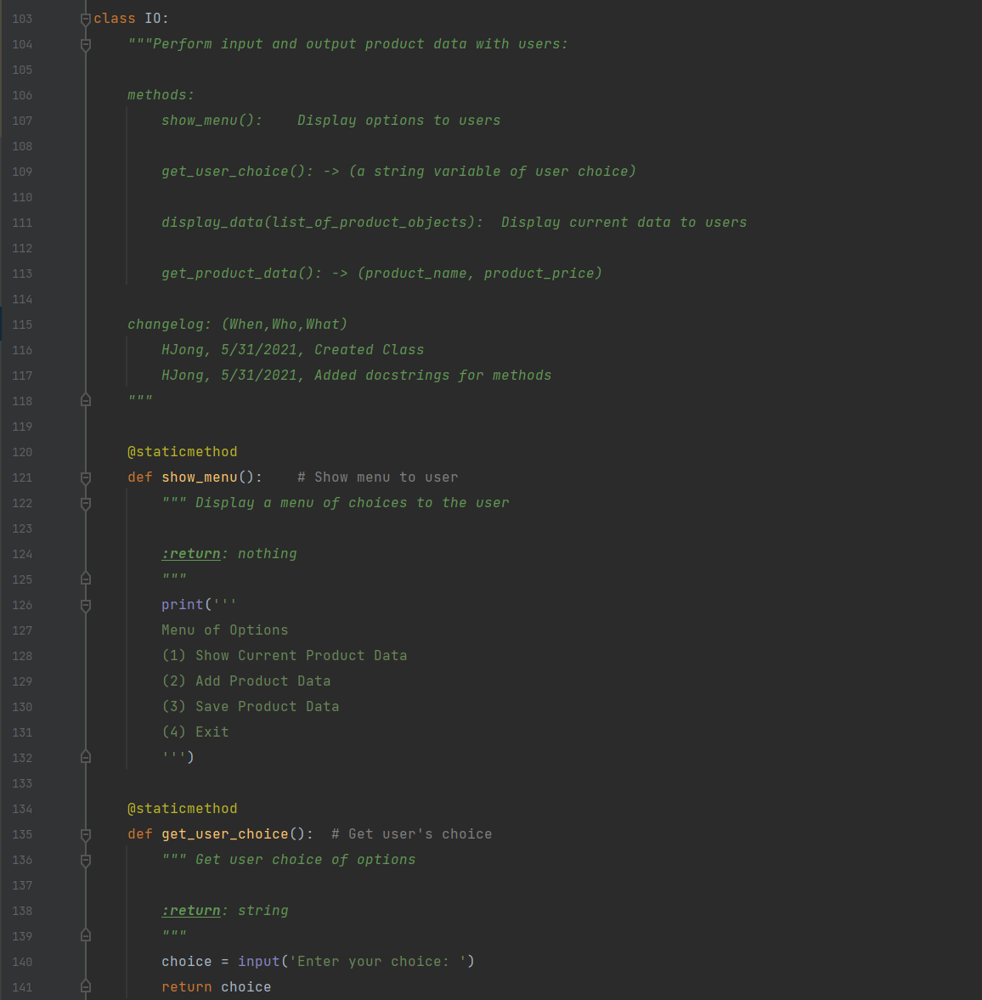 103 class IO:
104     """Perform input and output product data with users:
105
106     methods:
107         show_menu():    Display options to users
108
109         get_user_choice(): -> (a string variable of user choice)
110
111         display_data(list_of_product_objects):  Display current data to users
112
113         get_product_data(): -> (product_name, product_price)
114
115     changelog: (When,Who,What)
116         HJong, 5/31/2021, Created Class
117         HJong, 5/31/2021, Added docstrings for methods
118     """
119
120     @staticmethod
121     def show_menu():    # Show menu to user
122         """ Display a menu of choices to the user
123
124         :return: nothing
125         """
126         print('''
127         Menu of Options
128         (1) Show Current Product Data
129         (2) Add Product Data
130         (3) Save Product Data
131         (4) Exit
132         ''')
133
134     @staticmethod
135     def get_user_choice():  # Get user's choice
136         """ Get user choice of options
137
138         :return: string
139         """
140         choice = input('Enter your choice: ')
141         return choice